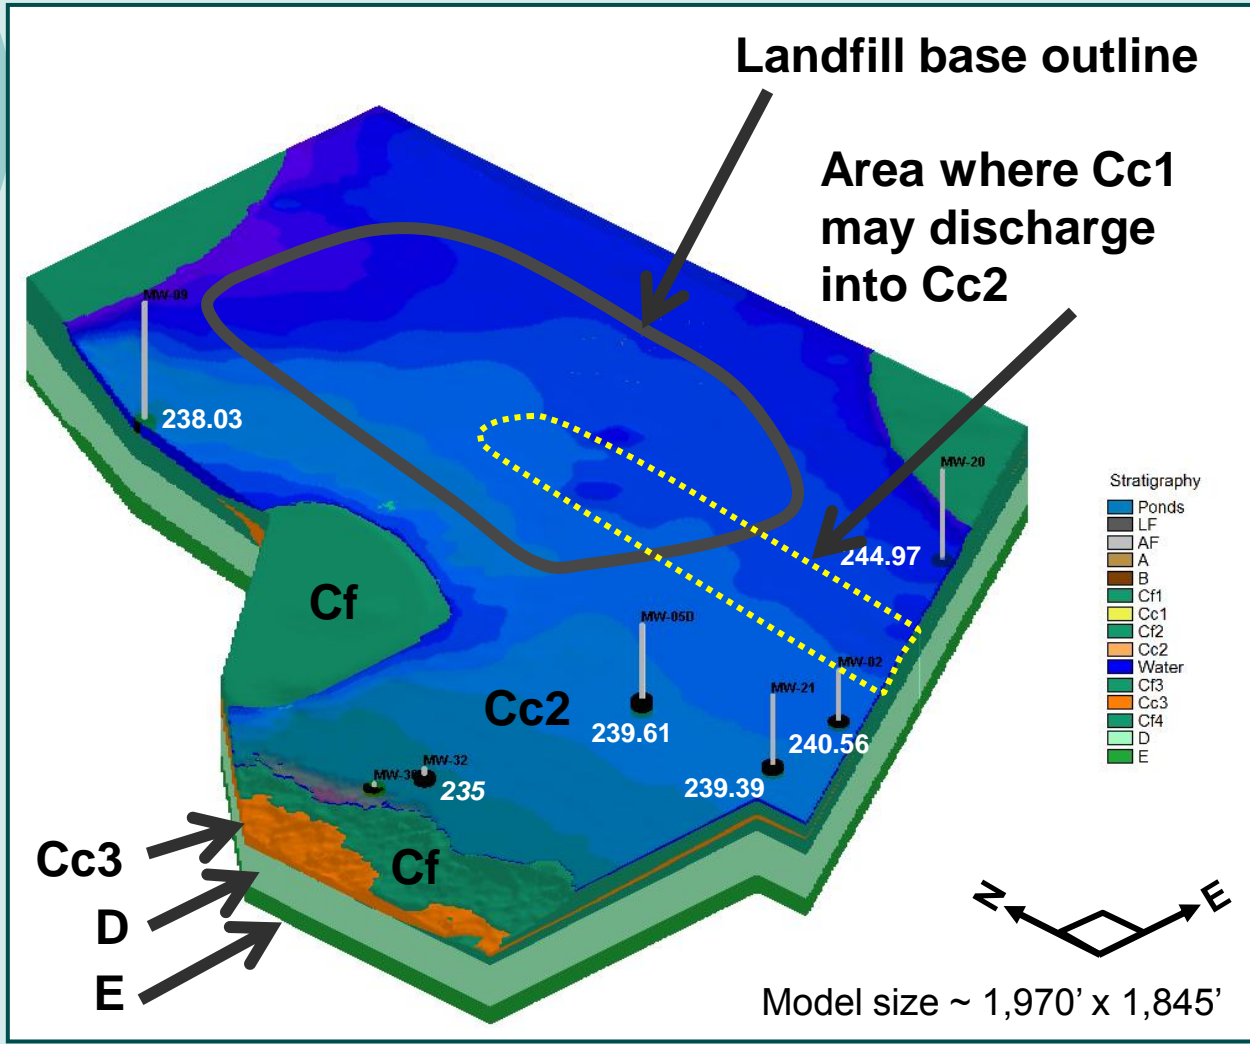 Landfill base outline
Area where Cc1
may discharge
into Cc2
MW-09
238.03
MW-20
244.97
Cf
MW-05D
239.61
Cc2
MW-02
240.56
MW-21
239.39
MW-32
235
Cf
Cc3
D
E
Stratigraphy
Ponds
LF
AF
A
B
Cf1
Cc1
Cf2
Cc2
Water
Cf3
Cc3
Cf4
D
E
N
E
Model size ~ 1,970’ x 1,845’